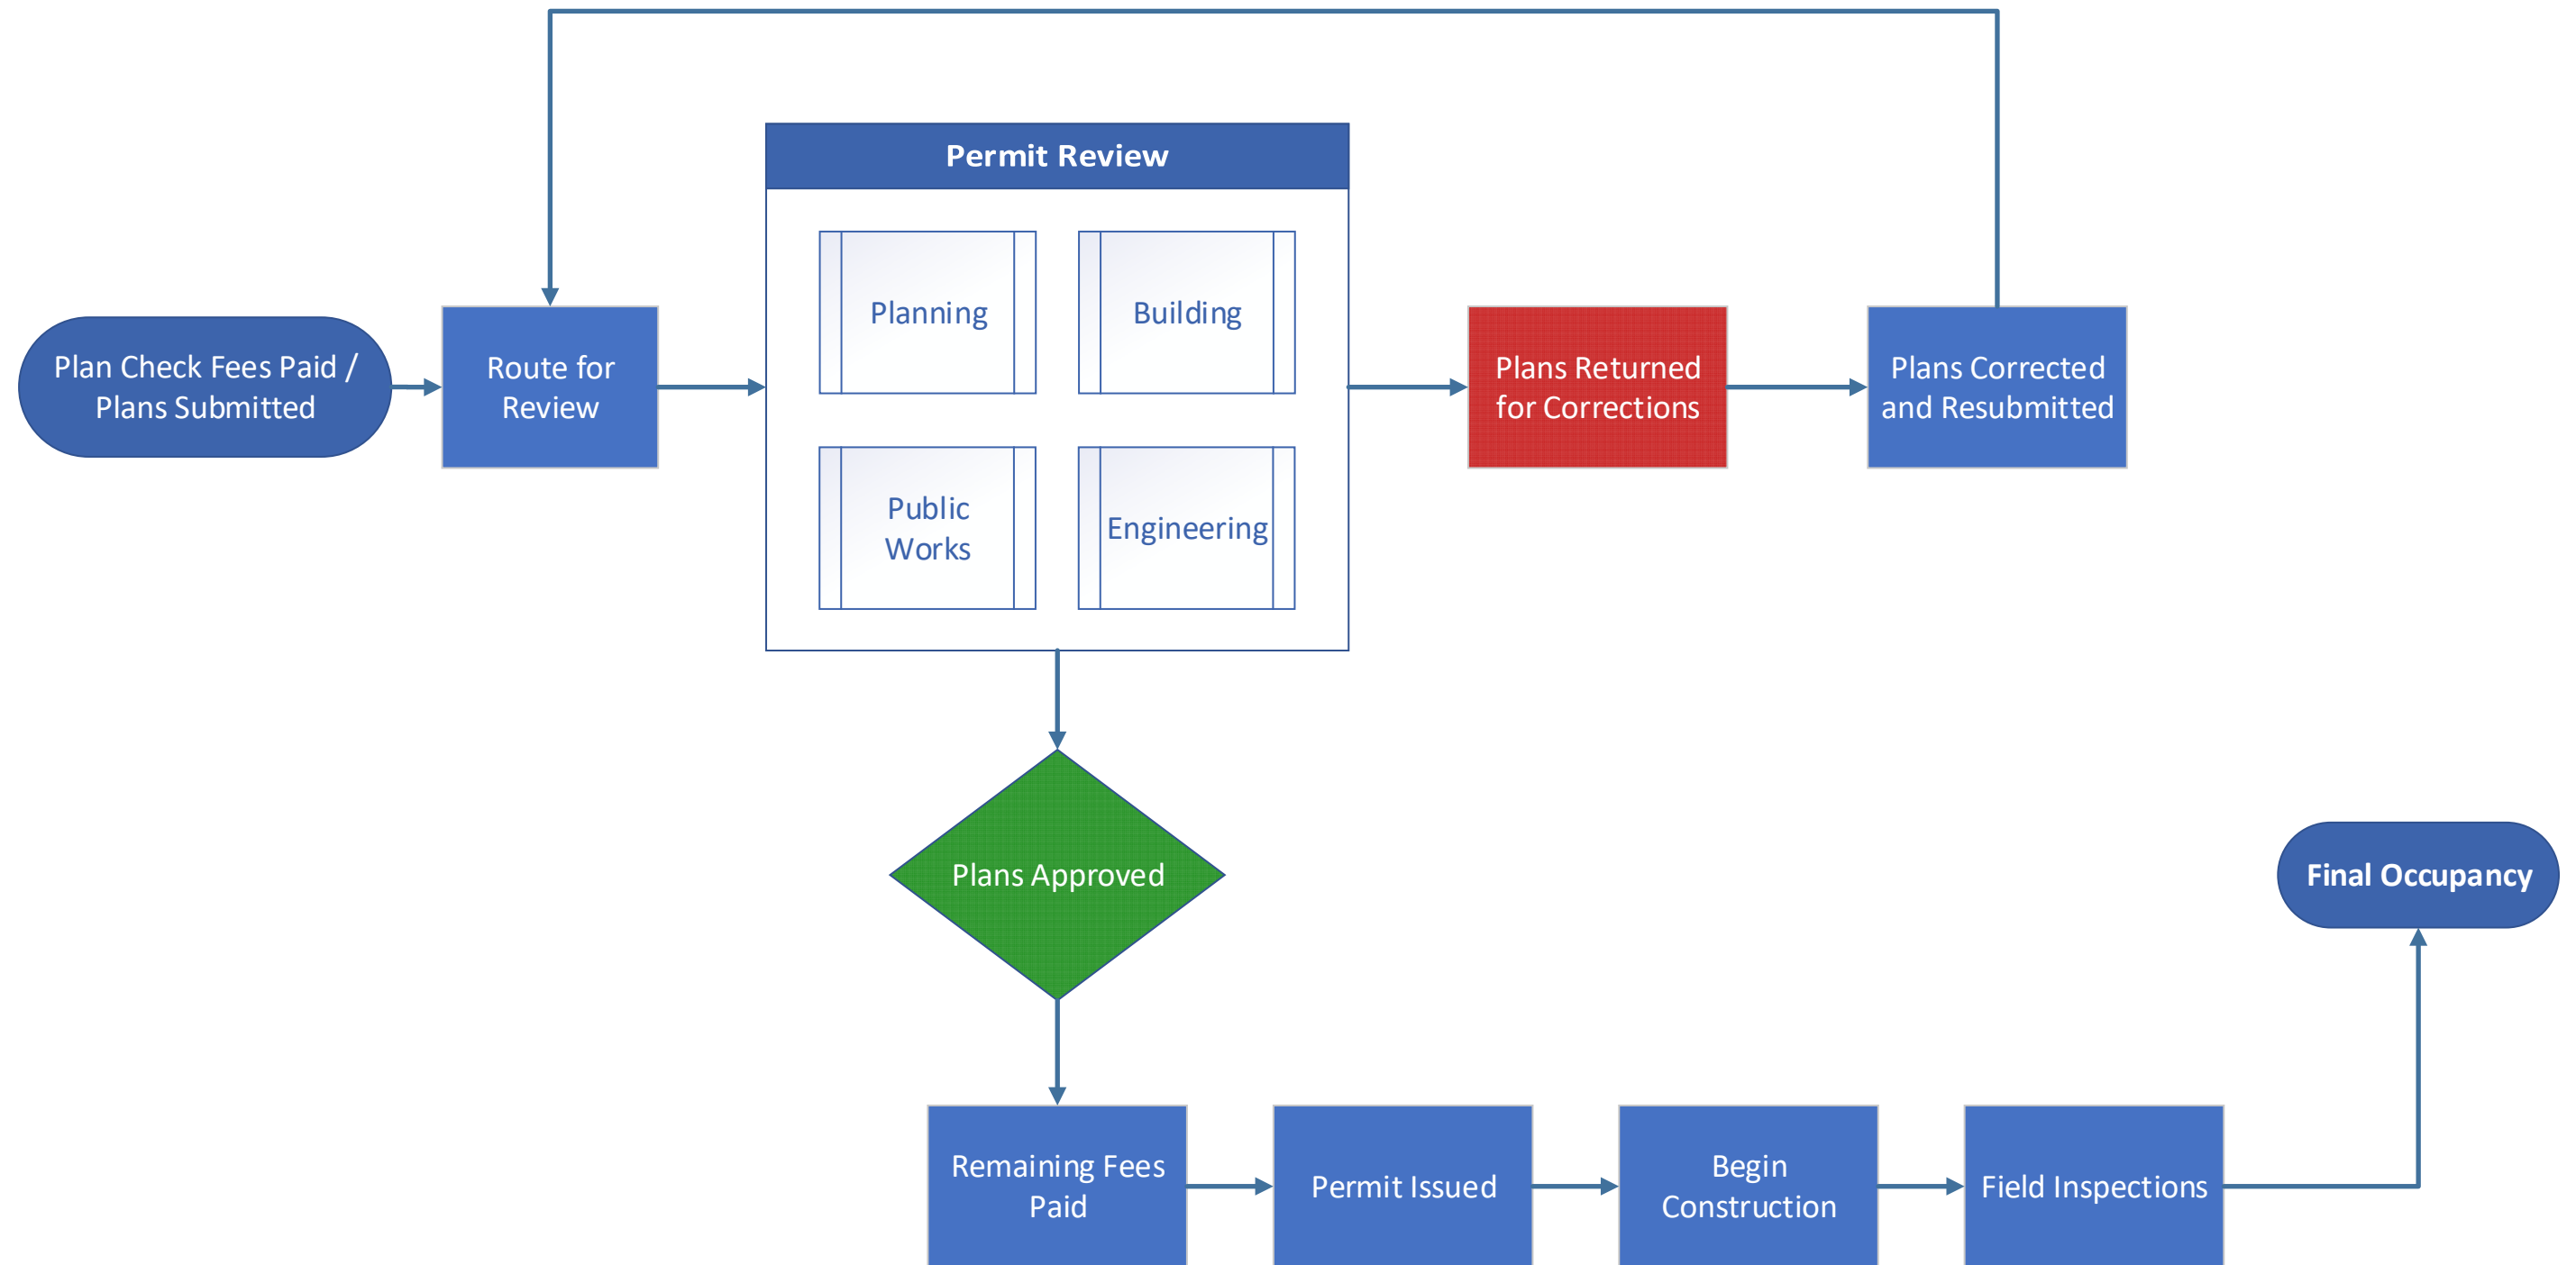 Permit Review
Planning
Building
Plan Check Fees Paid /
Plans Submitted
Route for
Review
Public
Works
Engineering
Plans Returned
for Corrections
Plans Corrected
and Resubmitted
Plans Approved
Remaining Fees
Paid
Permit Issued
Begin
Construction
Field Inspections
Final Occupancy